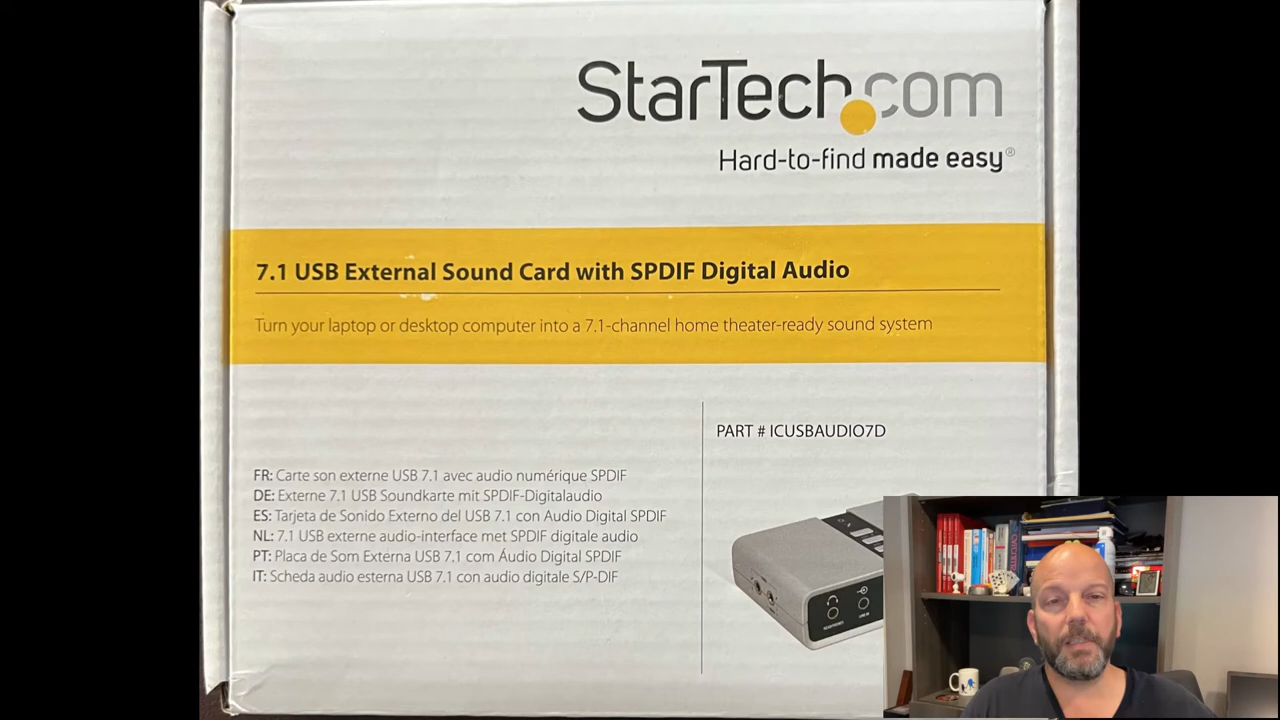 StarTech.com
Hard-to-find made easy®
7.1 USB External Sound Card with SPDIF Digital Audio
Turn your laptop or desktop computer into a 7.1-channel home theater-ready sound system
PART # ICUSBAUDIO7D
FR: Carte son externe USB 7.1 avec audio numérique SPDIF
DE: Externe 7.1 USB Soundkarte mit SPDIF-Digitalaudio
ES: Tarjeta de Sonido Externo del USB 7.1 con Audio Digital SPDIF
NL: 7.1 USB externe audio-interface met SPDIF digitale audio
PT: Placa de Som Externa USB 7.1 com Áudio Digital SPDIF
IT: Scheda audio esterna USB 7.1 con audio digitale S/P-DIF